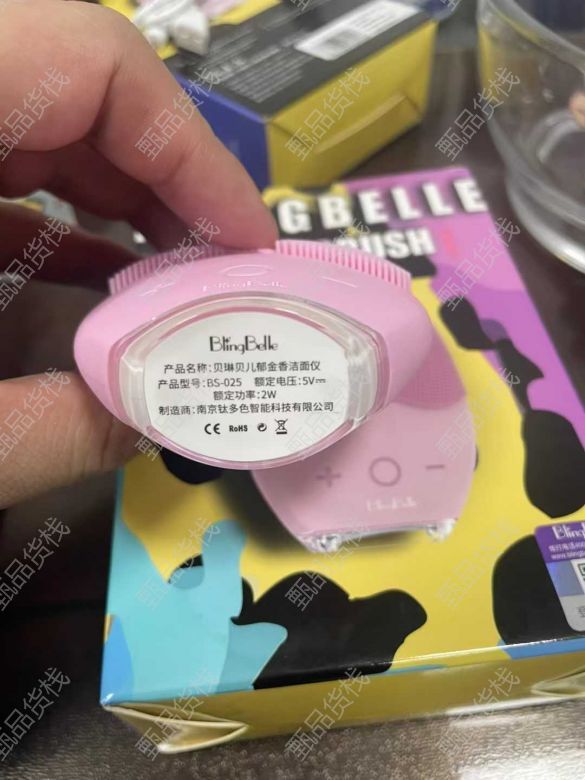 GBELLE
BlingBelle
BlingBelle
产品名称:贝琳贝儿郁金香洁面仪
产品型号:BS-025 额定电压:5V⎓
额定功率:2W
制造商:南京钛多色智能科技有限公司
CE RoHS
BlingBelle
甄品货栈